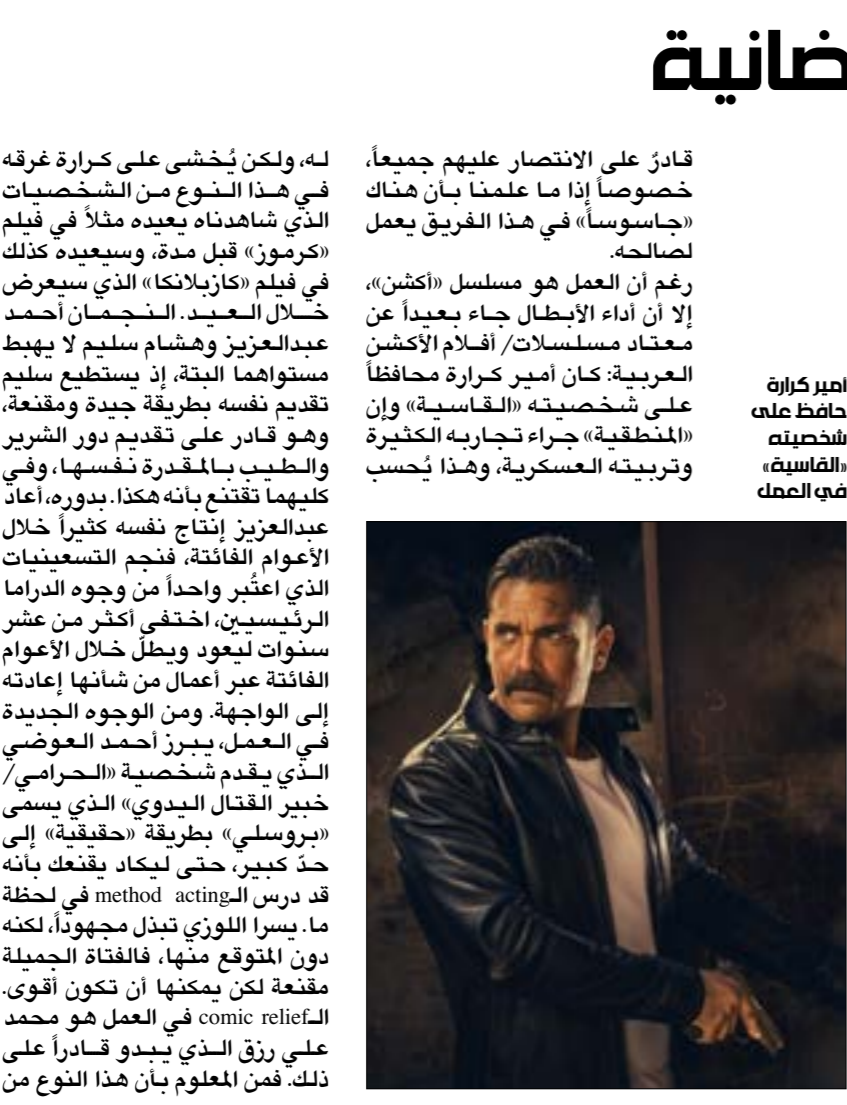 ضانية
قادرٌ على الانتصار عليهم جميعاً،
خصوصاً إذا ما علمنا بأن هناك
«جاسوساً» في هذا الفريق يعمل
لصالحه.
رغم أن العمل هو مسلسل «أكشن»،
إلا أن أداء الأبطال جاء بعيداً عن
معتاد مسلسلات/ أفلام الأكشن
العربية: كان أمير كرارة محافظاً
على شخصيته «القاسية» وإن
«المنطقية» جراء تجاربه الكثيرة
وتربيته العسكرية، وهذا يُحسب
أمير كرارة
حافظ على
شخصيته
«القاسية»
في العمل
له، ولكن يُخشى على كرارة غرقه
في هذا النوع من الشخصيات
الذي شاهدناه يعيده مثلاً في فيلم
«كرموز» قبل مدة، وسيعيده كذلك
في فيلم «كازبلانكا» الذي سيعرض
خلال العيد. النجمان أحمد
عبدالعزيز وهشام سليم لا يهبط
مستواهما البتة، إذ يستطيع سليم
تقديم نفسه بطريقة جيدة ومقنعة،
وهو قادر على تقديم دور الشرير
والطيب بالمقدرة نفسها، وفي
كليهما تقتنع بأنه هكذا. بدوره، أعاد
عبدالعزيز إنتاج نفسه كثيراً خلال
الأعوام الفائتة، فنجم التسعينيات
الذي اعتُبر واحداً من وجوه الدراما
الرئيسيين، اختفى أكثر من عشر
سنوات ليعود ويطلّ خلال الأعوام
الفائتة عبر أعمال من شأنها إعادته
إلى الواجهة. ومن الوجوه الجديدة
في العمل، يبرز أحمد العوضي
الذي يقدم شخصية «الحرامي/
خبير القتال اليدوي» الذي يسمى
«بروسلي» بطريقة «حقيقية» إلى
حدّ كبير، حتى ليكاد يقنعك بأنه
قد درس الـmethod acting في لحظة
ما. يسرا اللوزي تبذل مجهوداً، لكنه
دون المتوقع منها، فالفتاة الجميلة
مقنعة لكن يمكنها أن تكون أقوى.
الـcomic relief في العمل هو محمد
علي رزق الذي يبدو قادراً على
ذلك. فمن المعلوم بأن هذا النوع من